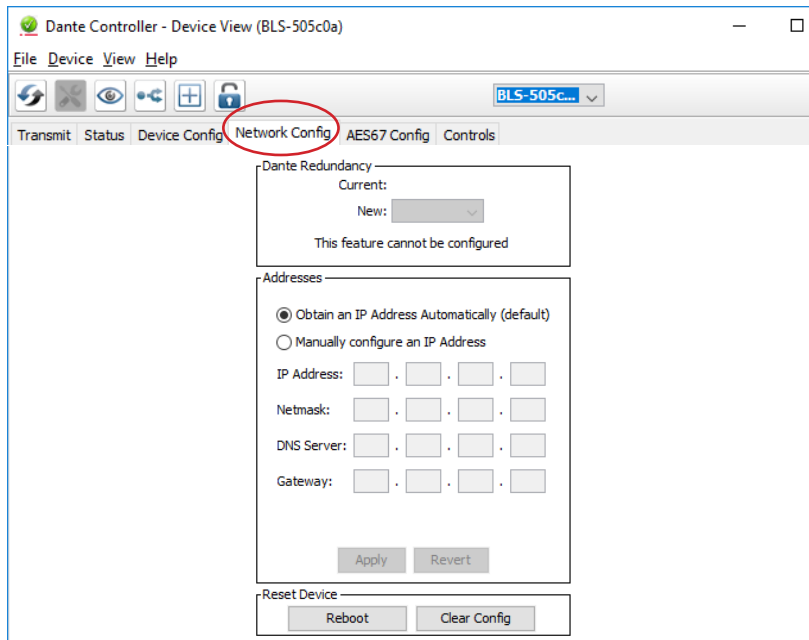 Dante Controller - Device View (BLS-505c0a)
File Device View Help
BLS-505c...
Transmit Status Device Config Network Config AES67 Config Controls
Dante Redundancy
Current:
New:
This feature cannot be configured
Addresses
Obtain an IP Address Automatically (default)
Manually configure an IP Address
IP Address: . . .
Netmask: . . .
DNS Server: . . .
Gateway: . . .
Apply Revert
Reset Device
Reboot Clear Config